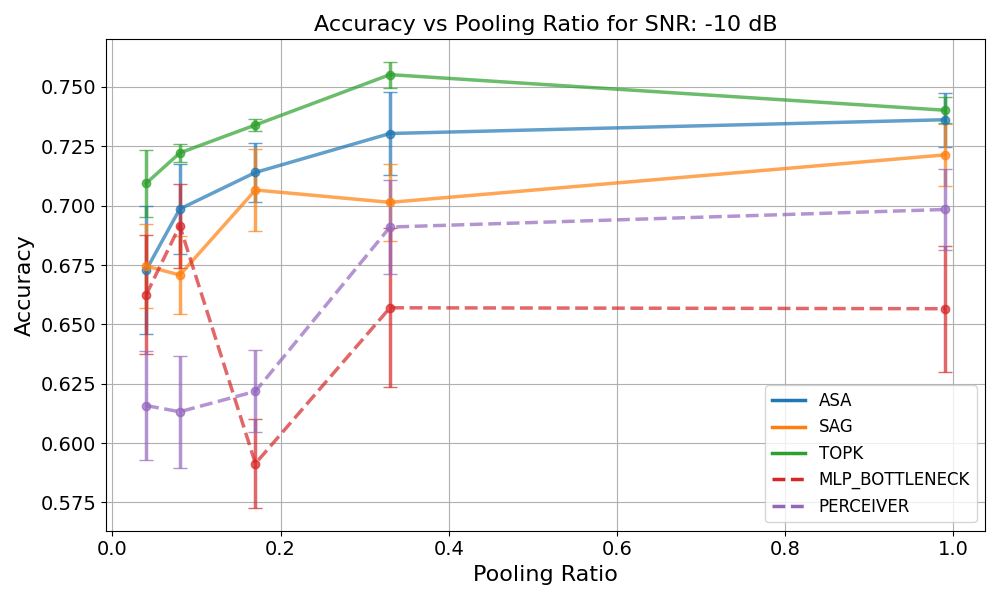 Accuracy vs Pooling Ratio for SNR: -10 dB
Accuracy
0.750
0.725
0.700
0.675
0.650
0.625
0.600
0.575
ASA
SAG
TOPK
MLP_BOTTLENECK
PERCEIVER
0.0 0.2 0.4 0.6 0.8 1.0
Pooling Ratio